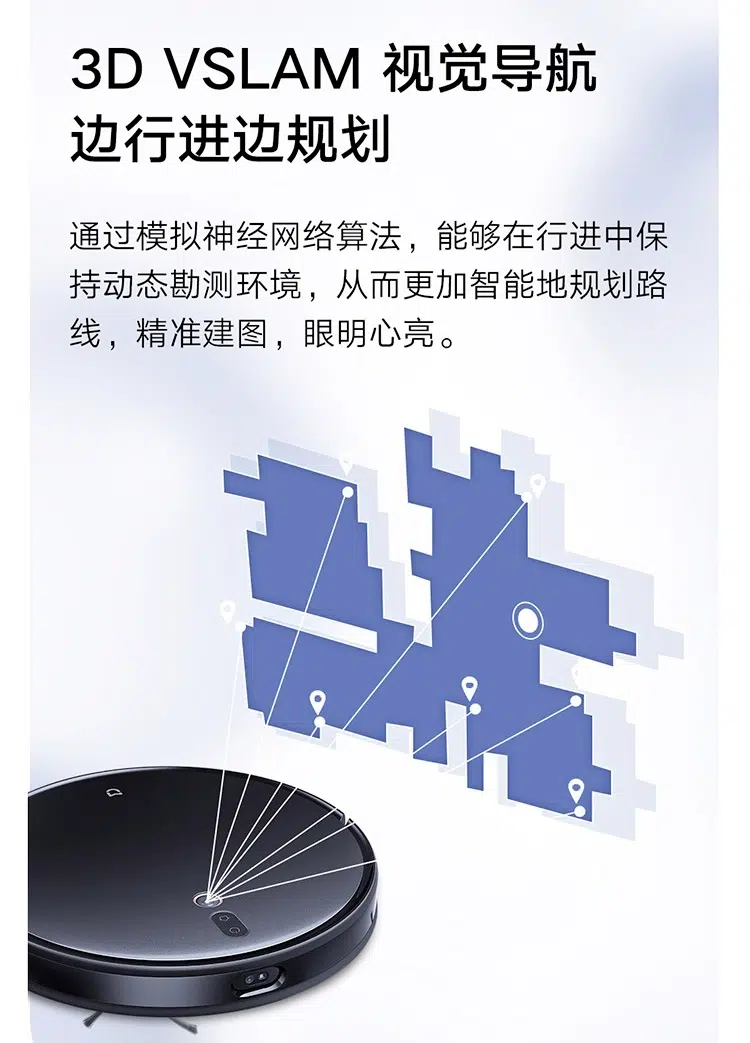 3D VSLAM 视觉导航
边行进边规划
通过模拟神经网络算法，能够在行进中保
持动态勘测环境，从而更加智能地规划路
线，精准建图，眼明心亮。